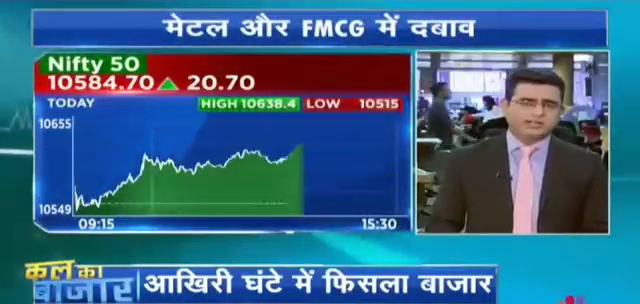 मेटल और FMCG में दबाव
Nifty 50
10584.70 20.70
TODAY HIGH 10638.4 LOW 10515
10655
10549
09:15 15:30
कल का
बाजार
आखिरी घंटे में फिसला बाजार